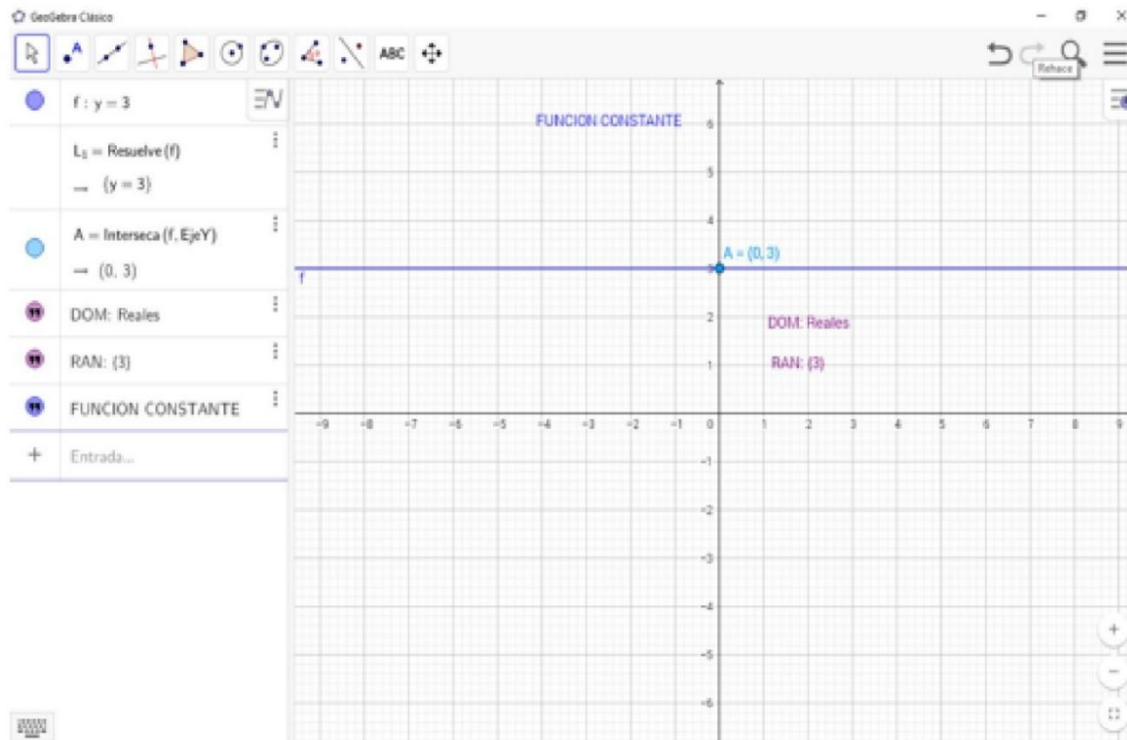 GeoGebra Clásico
ABC
Rehace
f : y = 3
L₁ = Resuelve(f)
→ {y = 3}
A = Interseca(f, EjeY)
→ (0, 3)
DOM: Reales
RAN: {3}
FUNCION CONSTANTE
Entrada...
FUNCION CONSTANTE
A = (0, 3)
f
DOM: Reales
RAN: {3}
6
5
4
3
2
1
-9 -8 -7 -6 -5 -4 -3 -2 -1 0 1 2 3 4 5 6 7 8 9
-1
-2
-3
-4
-5
-6